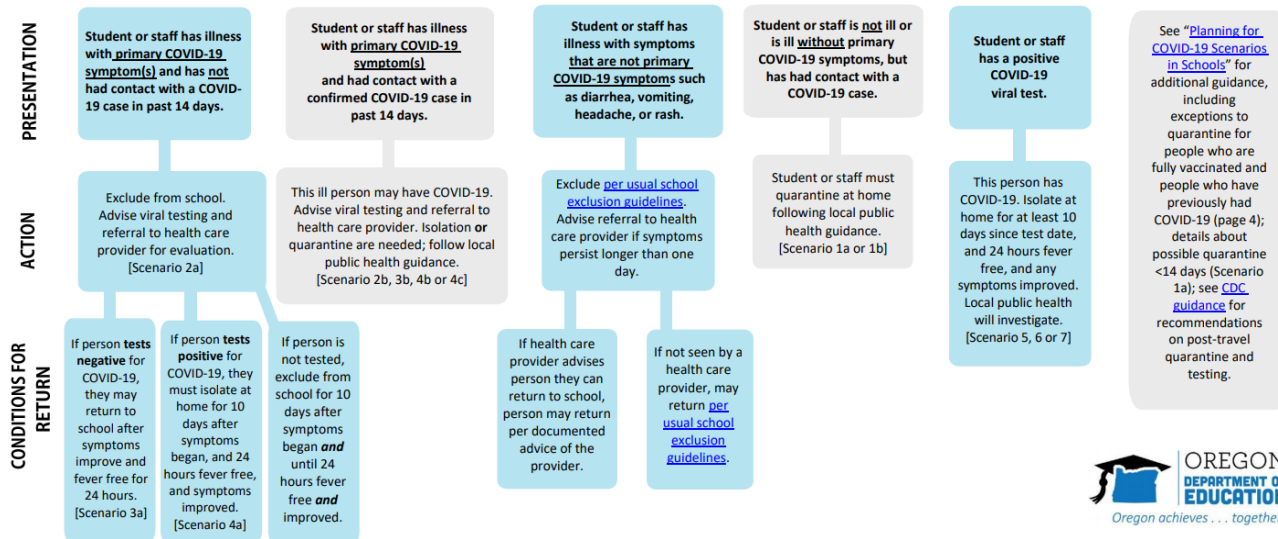 PRESENTATION
Student or staff has illness
with primary COVID-19
symptom(s) and has not
had contact with a COVID-
19 case in past 14 days.
Student or staff has illness
with primary COVID-19
symptom(s)
and had contact with a
confirmed COVID-19 case in
past 14 days.
Student or staff has
illness with symptoms
that are not primary
COVID-19 symptoms such
as diarrhea, vomiting,
headache, or rash.
Student or staff is not ill or
is ill without primary
COVID-19 symptoms, but
has had contact with a
COVID-19 case.
Student or staff
has a positive
COVID-19
viral test.
See “Planning for
COVID-19 Scenarios
in Schools” for
additional guidance,
including
exceptions to
quarantine for
people who are
fully vaccinated and
people who have
previously had
COVID-19 (page 4);
details about
possible quarantine
<14 days (Scenario
1a); see CDC
guidance for
recommendations
on post-travel
quarantine and
testing.
ACTION
Exclude from school.
Advise viral testing and
referral to health care
provider for evaluation.
[Scenario 2a]
This ill person may have COVID-19.
Advise viral testing and referral to
health care provider. Isolation or
quarantine are needed; follow local
public health guidance.
[Scenario 2b, 3b, 4b or 4c]
Exclude per usual school
exclusion guidelines.
Advise referral to health
care provider if symptoms
persist longer than one
day.
Student or staff must
quarantine at home
following local public
health guidance.
[Scenario 1a or 1b]
This person has
COVID-19. Isolate at
home for at least 10
days since test date,
and 24 hours fever
free, and any
symptoms improved.
Local public health
will investigate.
[Scenario 5, 6 or 7]
CONDITIONS FOR
RETURN
If person tests
negative for
COVID-19,
they may
return to
school after
symptoms
improve and
fever free for
24 hours.
[Scenario 3a]
If person tests
positive for
COVID-19, they
must isolate at
home for 10
days after
symptoms
began, and 24
hours fever free,
and symptoms
improved.
[Scenario 4a]
If person is
not tested,
exclude from
school for 10
days after
symptoms
began and
until 24
hours fever
free and
improved.
If health care
provider advises
person they can
return to school,
person may return
per documented
advice of the
provider.
If not seen by a
health care
provider, may
return per
usual school
exclusion
guidelines.
OREGON
DEPARTMENT OF
EDUCATION
Oregon achieves . . . together